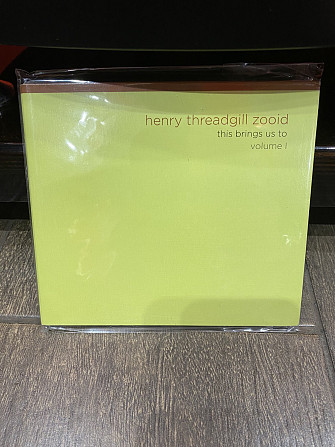 henry threadgill zooid
this brings us to
volume I